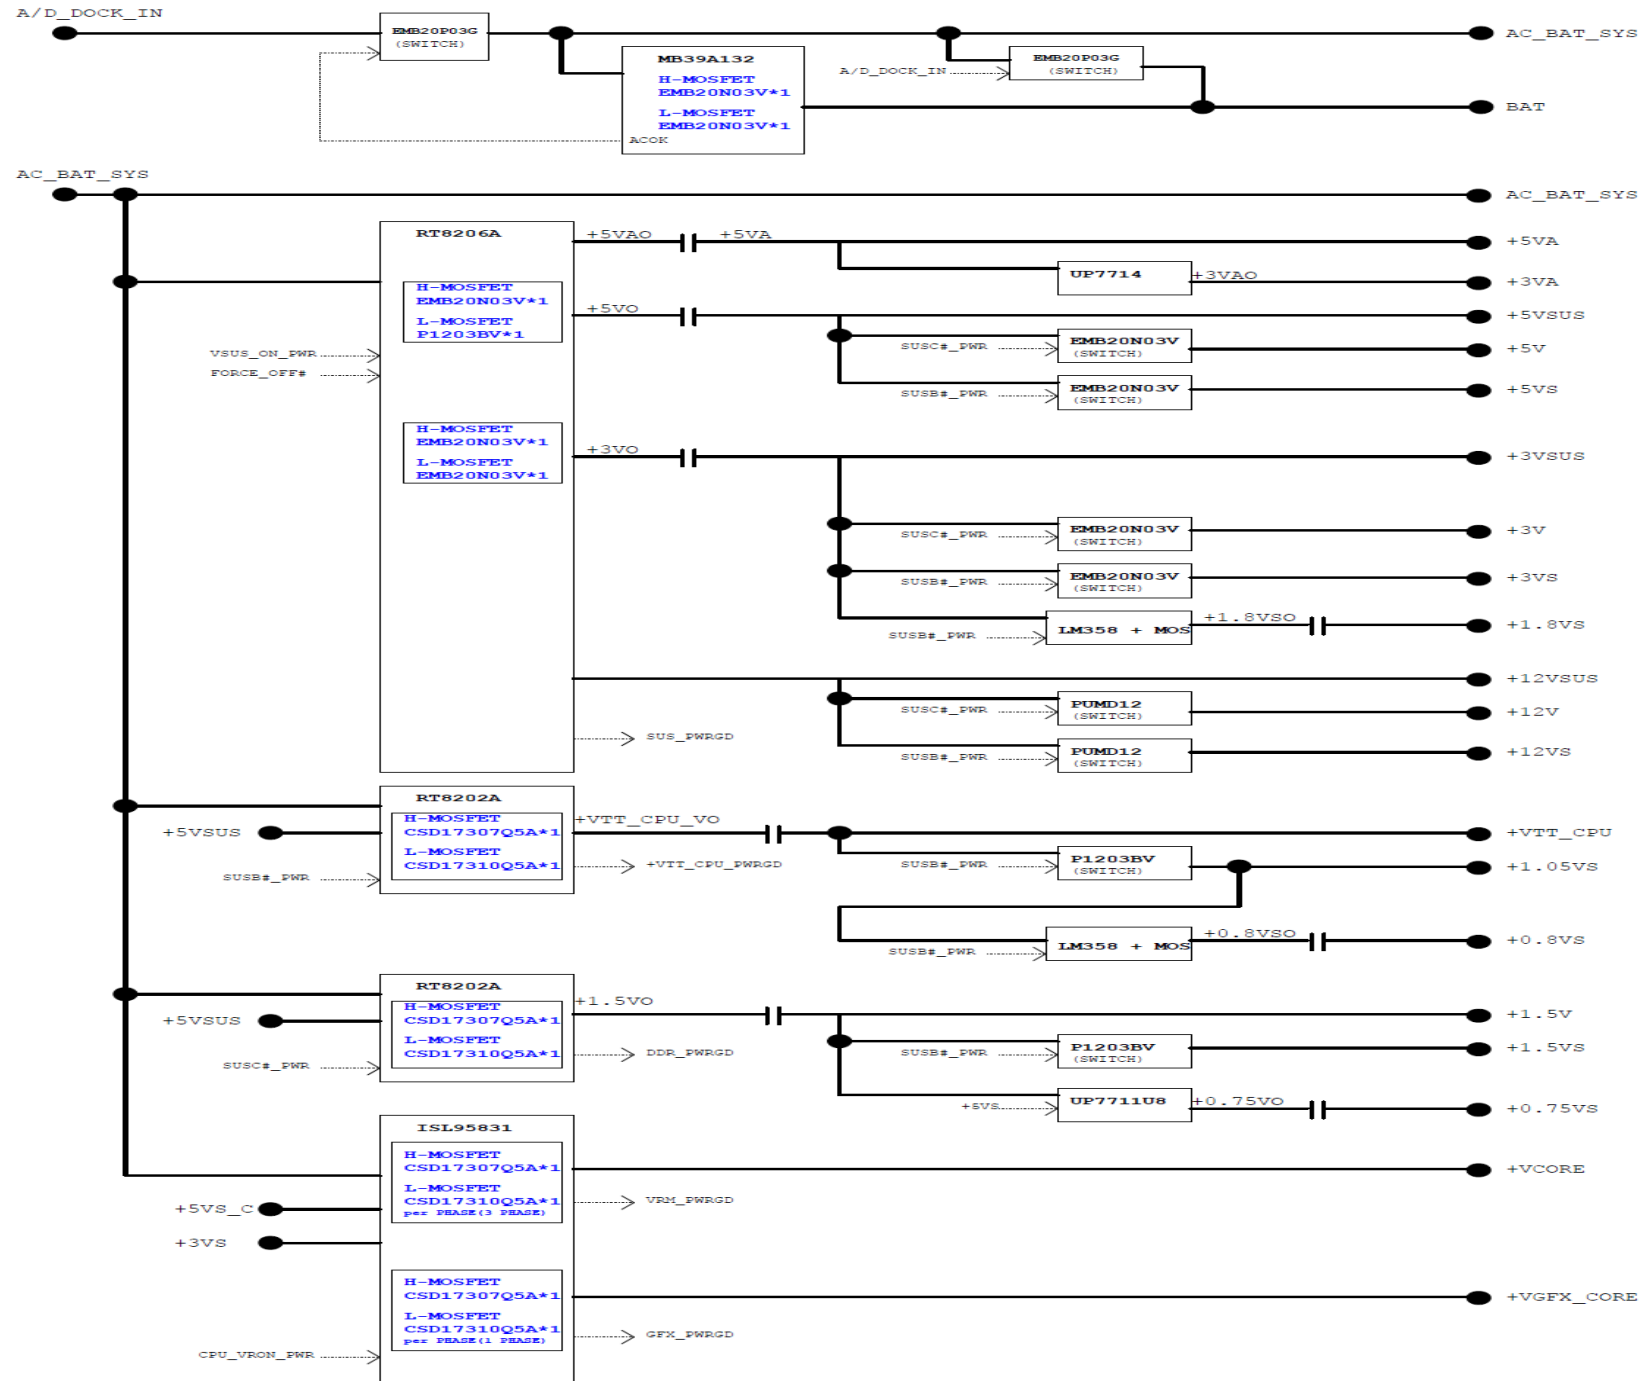 A/D_DOCK_IN
EMB20P03G
(SWITCH)
AC_BAT_SYS
MB39A132
H-MOSFET
EMB20N03V*1
L-MOSFET
EMB20N03V*1
ACOK
A/D_DOCK_IN
EMB20P03G
(SWITCH)
BAT
AC_BAT_SYS
AC_BAT_SYS
RT8206A
H-MOSFET
EMB20N03V*1
L-MOSFET
P1203BV*1
VSUS_ON_PWR
FORCE_OFF#
H-MOSFET
EMB20N03V*1
L-MOSFET
EMB20N03V*1
+5VAO
+5VA
+5VA
UP7714
+3VAO
+3VA
+5VO
+5VSUS
SUSC#_PWR
EMB20N03V
(SWITCH)
+5V
SUSB#_PWR
EMB20N03V
(SWITCH)
+5VS
+3VO
+3VSUS
SUSC#_PWR
EMB20N03V
(SWITCH)
+3V
SUSB#_PWR
EMB20N03V
(SWITCH)
+3VS
SUSB#_PWR
LM358 + MOS
+1.8VSO
+1.8VS
+12VSUS
SUSC#_PWR
PUMD12
(SWITCH)
+12V
SUS_PWRGD
SUSB#_PWR
PUMD12
(SWITCH)
+12VS
RT8202A
H-MOSFET
CSD17307Q5A*1
L-MOSFET
CSD17310Q5A*1
+5VSUS
SUSB#_PWR
+VTT_CPU_VO
+VTT_CPU_PWRGD
+VTT_CPU
SUSB#_PWR
P1203BV
(SWITCH)
+1.05VS
SUSB#_PWR
LM358 + MOS
+0.8VSO
+0.8VS
RT8202A
H-MOSFET
CSD17307Q5A*1
L-MOSFET
CSD17310Q5A*1
+5VSUS
SUSC#_PWR
+1.5VO
DDR_PWRGD
+1.5V
SUSB#_PWR
P1203BV
(SWITCH)
+1.5VS
+5VS
UP7711U8
+0.75VO
+0.75VS
ISL95831
H-MOSFET
CSD17307Q5A*1
L-MOSFET
CSD17310Q5A*1
per PHASE(3 PHASE)
+VCORE
VRM_PWRGD
+5VS_C
+3VS
H-MOSFET
CSD17307Q5A*1
L-MOSFET
CSD17310Q5A*1
per PHASE(1 PHASE)
+VGFX_CORE
GFX_PWRGD
CPU_VRON_PWR